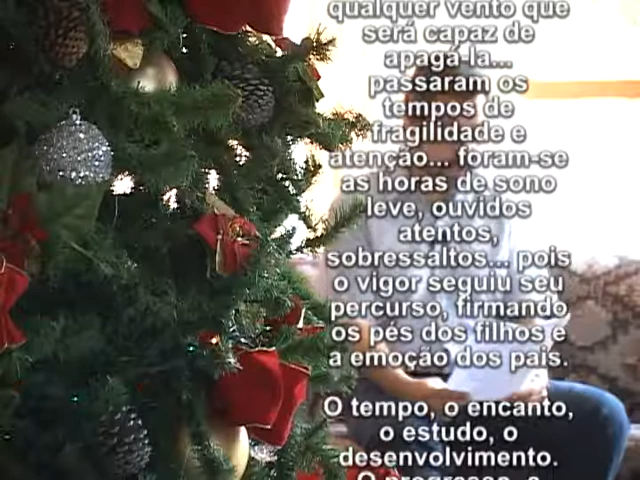 qualquer vento que
será capaz de
apagá-la...
passaram os
tempos de
fragilidade e
atenção... foram-se
as horas de sono
leve, ouvidos
atentos,
sobressaltos... pois
o vigor seguiu seu
percurso, firmando
os pés dos filhos e
a emoção dos pais.
O tempo, o encanto,
o estudo, o
desenvolvimento.
O progresso, a